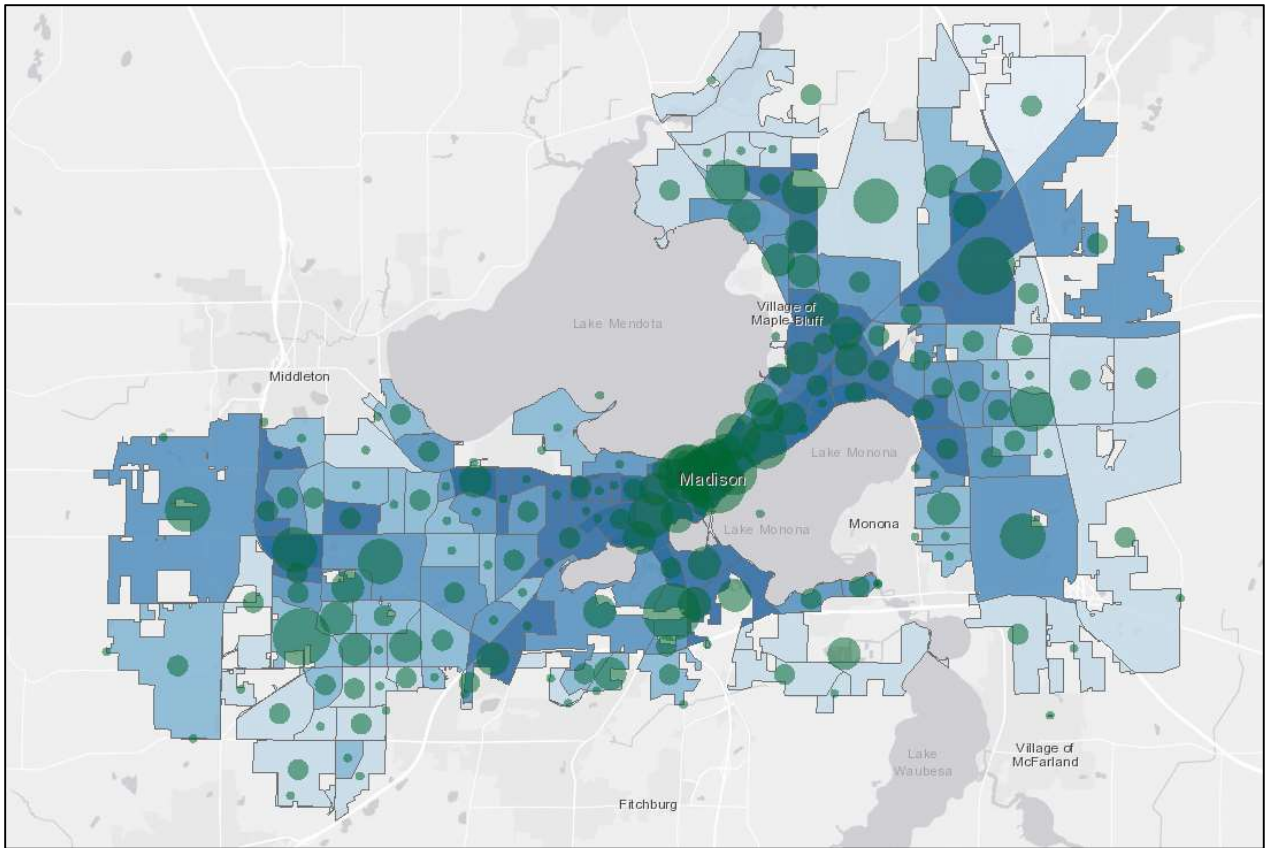 Village of
Maple Bluff
Lake Mendota
Middleton
Lake Monona
Madison
Lake Monona
Monona
Lake
Waubesa
Village of
McFarland
Fitchburg